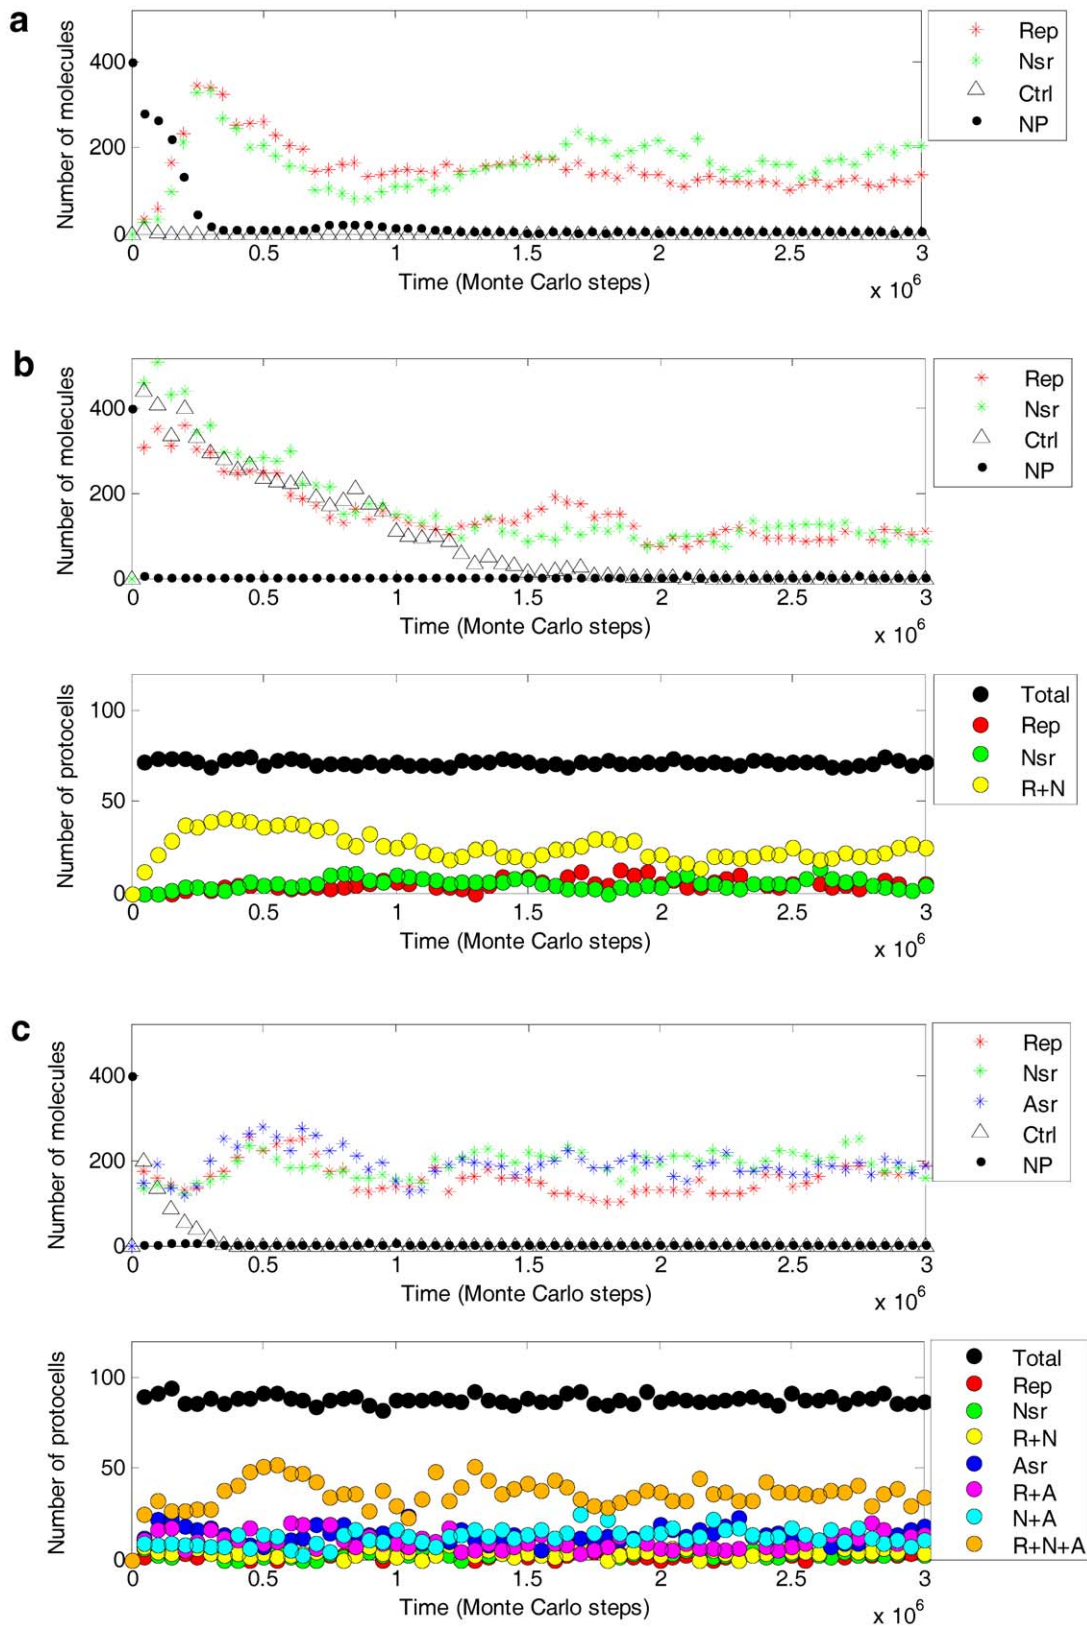 a
Number of molecules
400
200
0
0 0.5 1 1.5 2 2.5 3
Time (Monte Carlo steps)
x 10^6
Rep
Nsr
Ctrl
NP
b
Number of molecules
400
200
0
0 0.5 1 1.5 2 2.5 3
Time (Monte Carlo steps)
x 10^6
Rep
Nsr
Ctrl
NP
Number of protocells
100
50
0
0 0.5 1 1.5 2 2.5 3
Time (Monte Carlo steps)
x 10^6
Total
Rep
Nsr
R+N
c
Number of molecules
400
200
0
0 0.5 1 1.5 2 2.5 3
Time (Monte Carlo steps)
x 10^6
Rep
Nsr
Asr
Ctrl
NP
Number of protocells
100
50
0
0 0.5 1 1.5 2 2.5 3
Time (Monte Carlo steps)
x 10^6
Total
Rep
Nsr
R+N
Asr
R+A
N+A
R+N+A